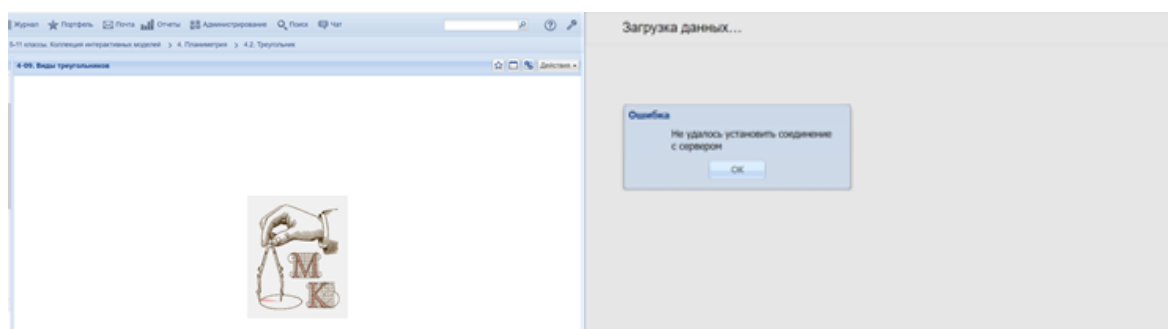 Журнал Портфель Почта Отчеты Администрирование Поиск Чат
5-11 классы. Коллекция интерактивных моделей > 4. Планиметрия > 4.2. Треугольник
4-09. Виды треугольников Действия
М
К
Загрузка данных...
Ошибка
Не удалось установить соединение
с сервером
ОК